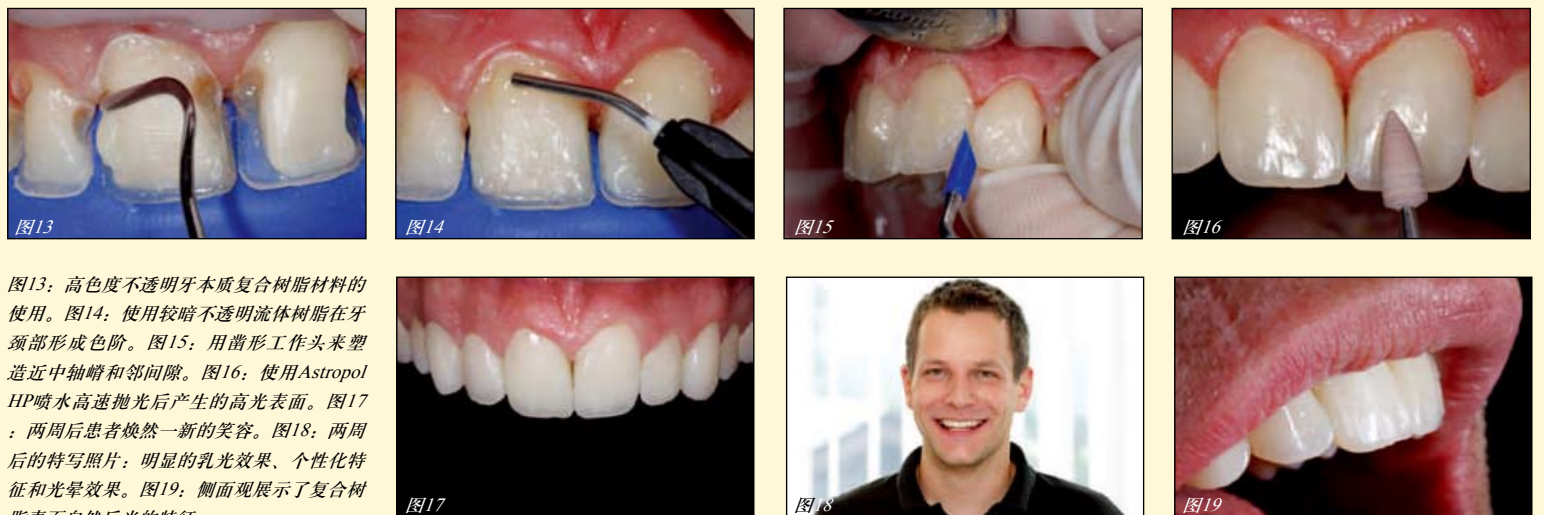 图13
图14
图15
图16
图13：高色度不透明牙本质复合树脂材料的
使用。图14：使用较暗不透明流体树脂在牙
颈部形成色阶。图15：用凿形工作头来塑
造近中轴嵴和邻间隙。图16：使用Astropol
HP喷水高速抛光后产生的高光表面。图17
：两周后患者焕然一新的笑容。图18：两周
后的特写照片：明显的乳光效果、个性化特
征和光晕效果。图19：侧面观展示了复合树
图17
图18
图19